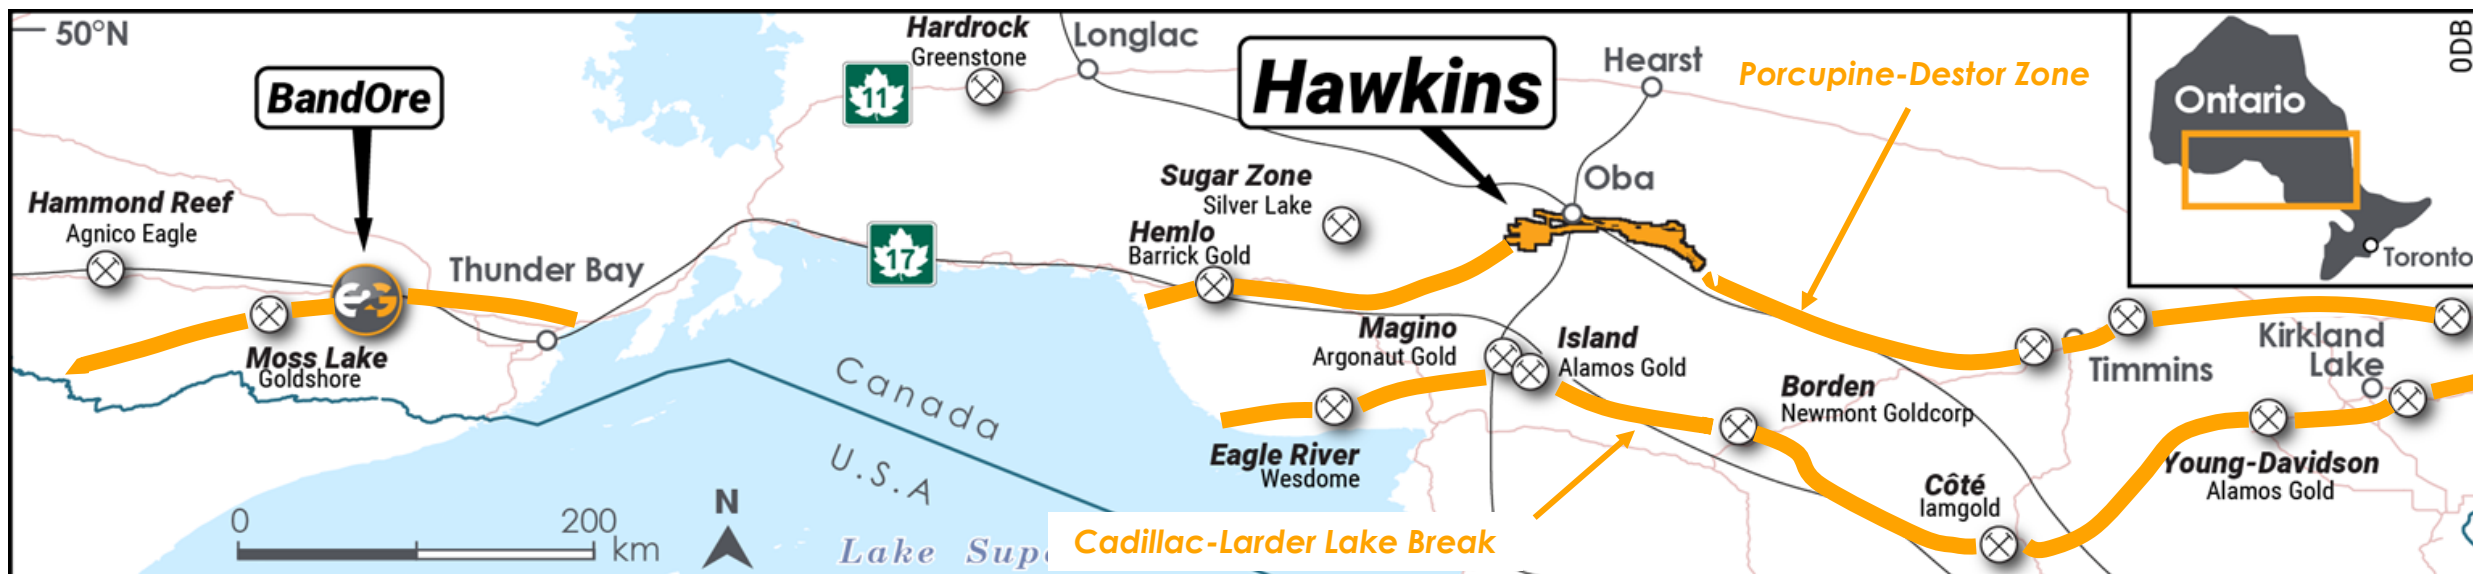 50°N
Hardrock
Greenstone
Longlac
Hearst
Porcupine-Destor Zone
ODB
BandOre
11
Hawkins
Ontario
Sugar Zone
Silver Lake
Oba
Hammond Reef
Agnico Eagle
Hemlo
Barrick Gold
17
Thunder Bay
Toronto
Magino
Argonaut Gold
Island
Alamos Gold
Kirkland
Lake
Timmins
Moss Lake
Goldshore
Canada
Borden
Newmont Goldcorp
U.S.A
Eagle River
Wesdome
Young-Davidson
Alamos Gold
Côté
Iamgold
N
0 200
km
Lake Sup
Cadillac-Larder Lake Break